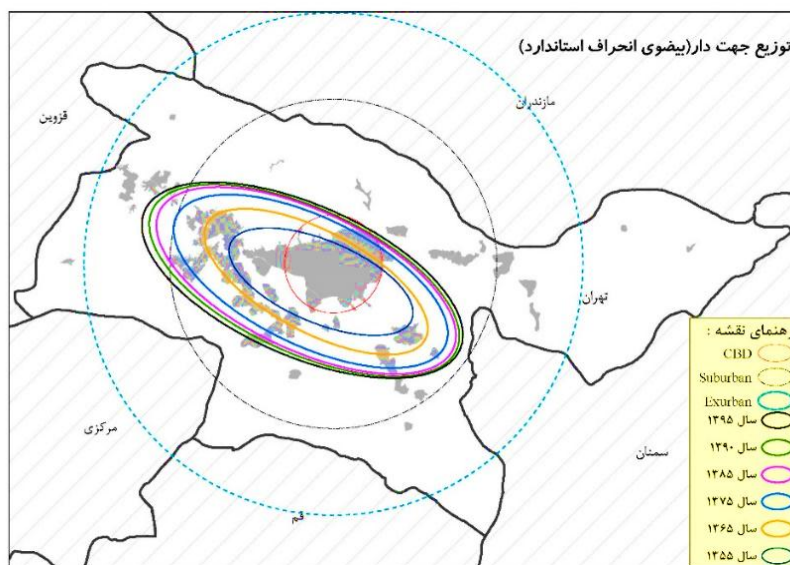 توزیع جهت دار(بیضوی انحراف استاندارد)
مازندران
قزوین
تهران
سمنان
مرکزی
قم
رهنمای نقشه :
CBD
Suburban
Exurban
سال ۱۳۹۵
سال ۱۳۹۰
سال ۱۳۸۵
سال ۱۳۷۵
سال ۱۳۶۵
سال ۱۳۵۵